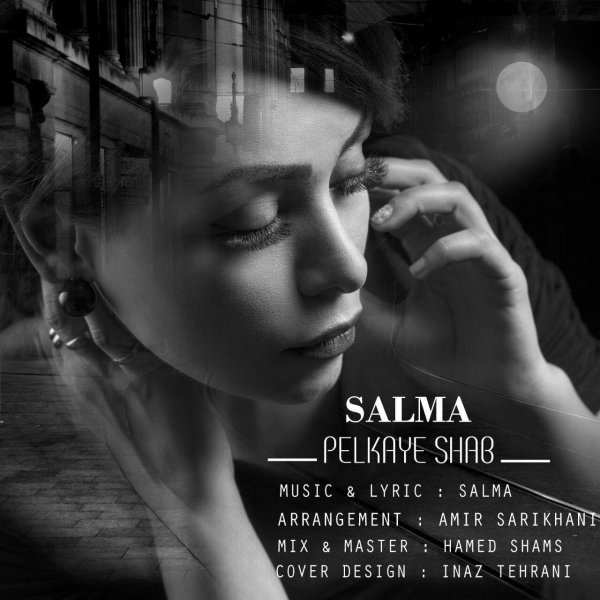 SALMA
PELKAYE SHAB
MUSIC & LYRIC : SALMA
ARRANGEMENT : AMIR SARIKHANI
MIX & MASTER : HAMED SHAMS
COVER DESIGN : INAZ TEHRANI